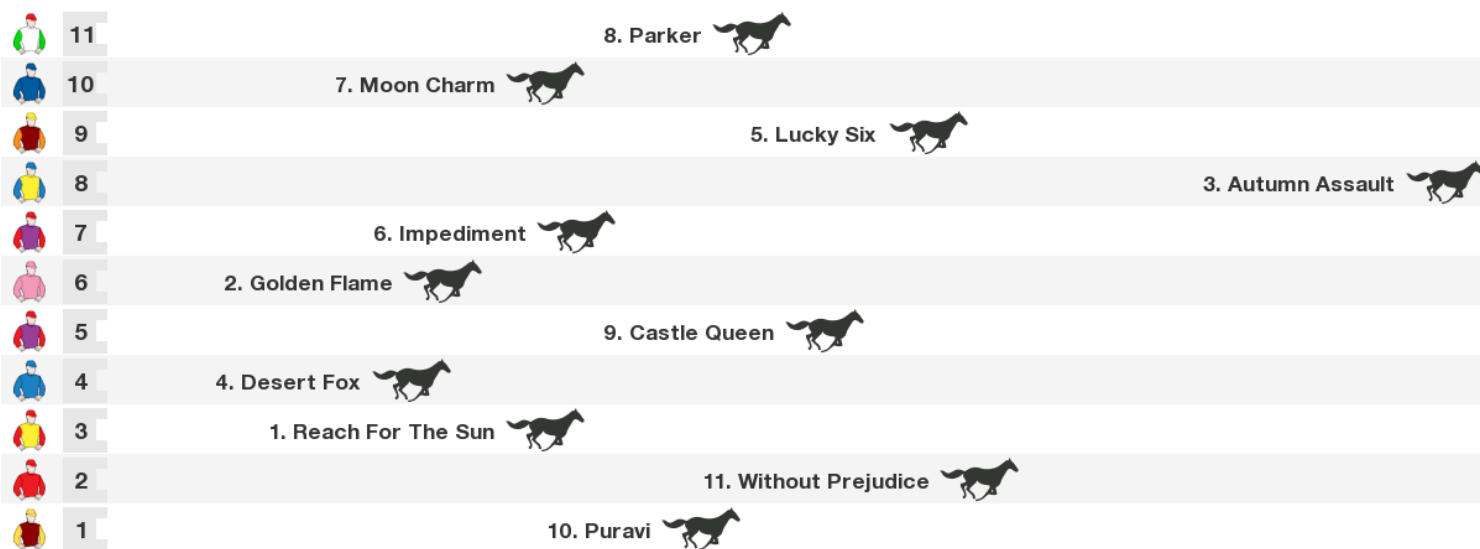 11 8. Parker
10 7. Moon Charm
9 5. Lucky Six
8 3. Autumn Assault
7 6. Impediment
6 2. Golden Flame
5 9. Castle Queen
4 4. Desert Fox
3 1. Reach For The Sun
2 11. Without Prejudice
1 10. Puravi